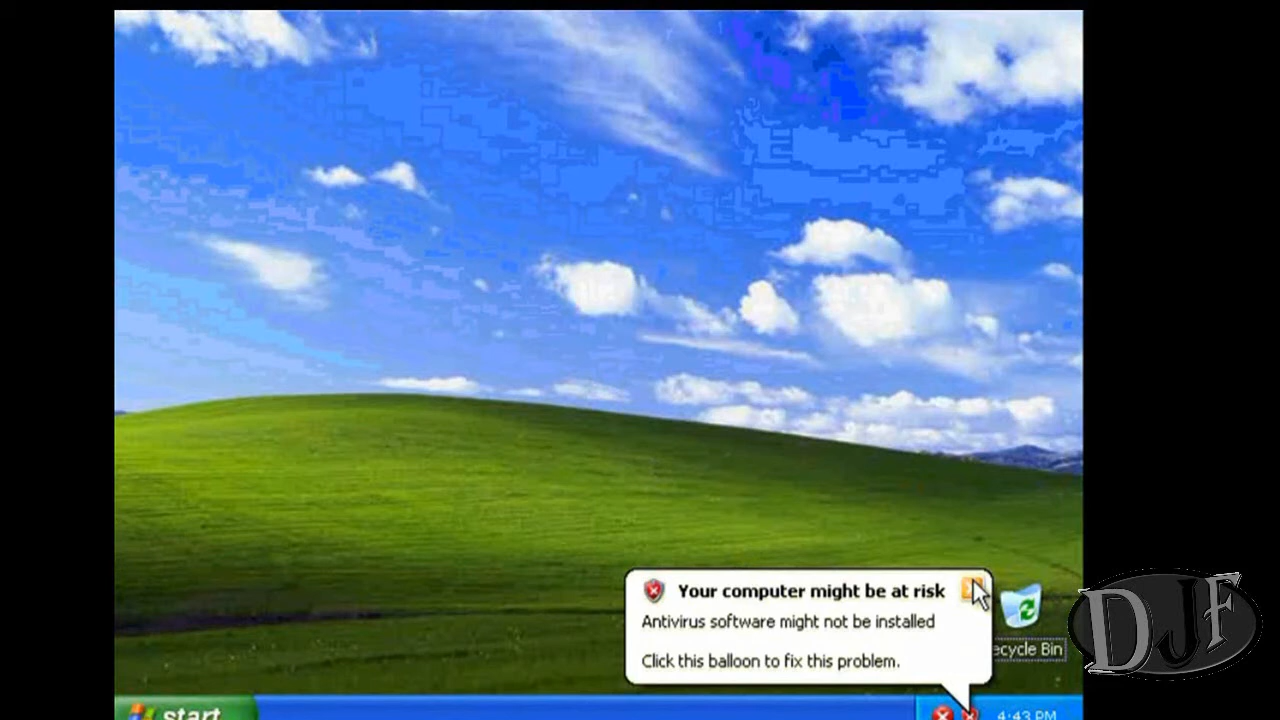 Your computer might be at risk
Antivirus software might not be installed
Click this balloon to fix this problem.
ecycle Bin
start
4:43 PM
DJF